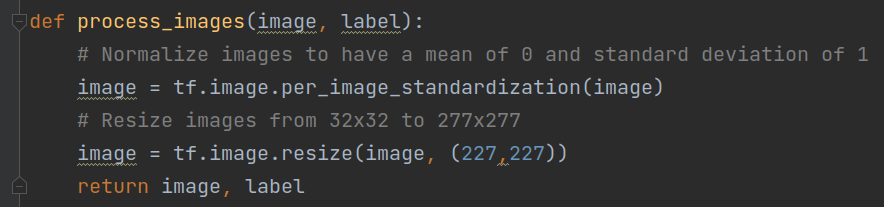 def process_images(image, label):
    # Normalize images to have a mean of 0 and standard deviation of 1
    image = tf.image.per_image_standardization(image)
    # Resize images from 32x32 to 277x277
    image = tf.image.resize(image, (227,227))
    return image, label